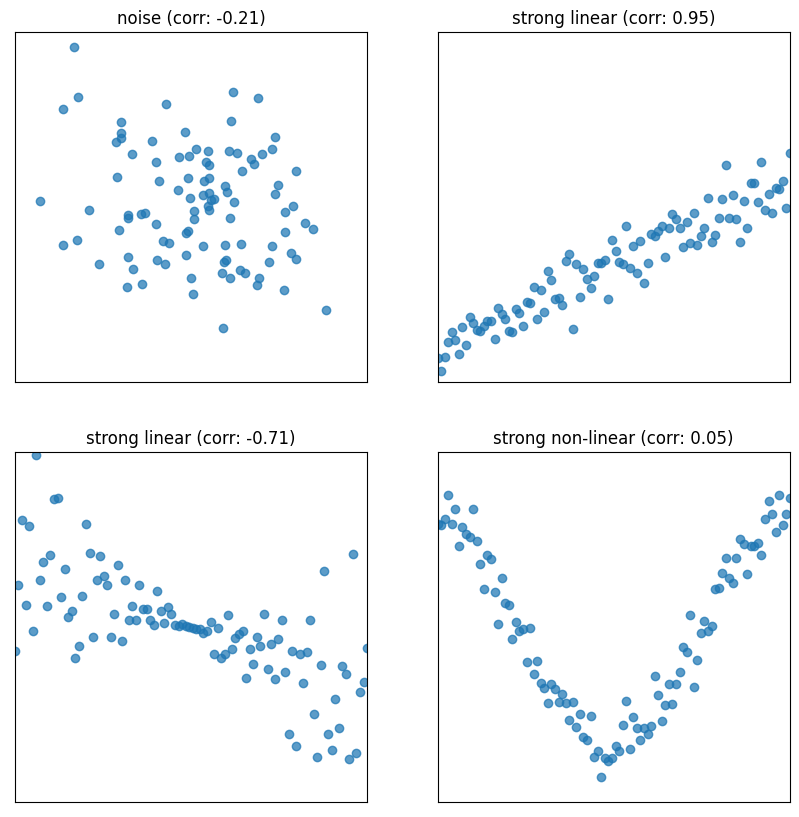 noise (corr: -0.21)
strong linear (corr: 0.95)
strong linear (corr: -0.71)
strong non-linear (corr: 0.05)